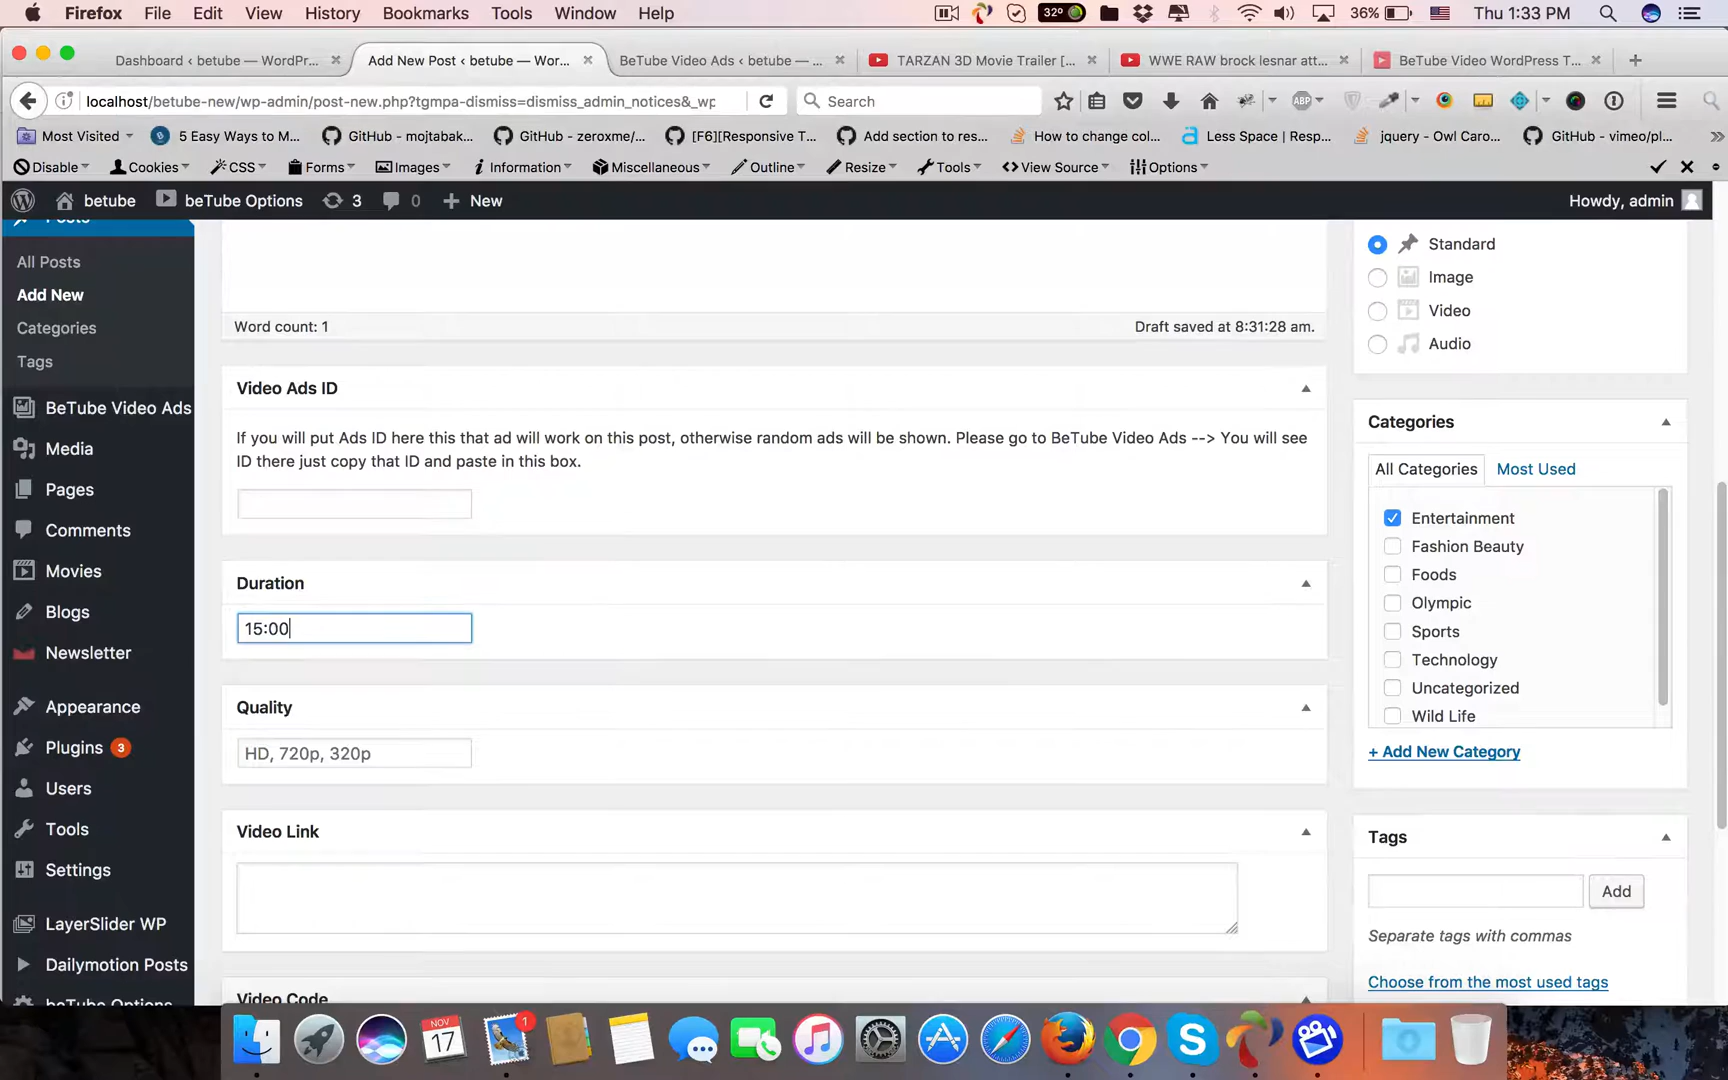 Firefox File Edit View History Bookmarks Tools Window Help 32° 36% Thu 1:33 PM
Dashboard ‹ betube — WordPr... Add New Post ‹ betube — Wor... BeTube Video Ads ‹ betube — ... TARZAN 3D Movie Trailer [... WWE RAW brock lesnar att... BeTube Video WordPress T...
localhost/betube-new/wp-admin/post-new.php?tgmpa-dismiss=dismiss_admin_notices&_wp Search ABP
Most Visited 5 Easy Ways to M... GitHub - mojtabak... GitHub - zeroxme/... [F6][Responsive T... Add section to res... How to change col... Less Space | Resp... jquery - Owl Caro... GitHub - vimeo/pl...
Disable Cookies CSS Forms Images Information Miscellaneous Outline Resize Tools View Source Options
betube beTube Options 3 0 New Howdy, admin
Posts
All Posts
Add New
Categories
Tags
BeTube Video Ads
Media
Pages
Comments
Movies
Blogs
Newsletter
Appearance
Plugins 3
Users
Tools
Settings
LayerSlider WP
Dailymotion Posts
beTube Options
Word count: 1 Draft saved at 8:31:28 am.
Video Ads ID
If you will put Ads ID here this that ad will work on this post, otherwise random ads will be shown. Please go to BeTube Video Ads --> You will see
ID there just copy that ID and paste in this box.
Duration
15:00
Quality
HD, 720p, 320p
Video Link
Video Code
Standard
Image
Video
Audio
Categories
All Categories Most Used
Entertainment
Fashion Beauty
Foods
Olympic
Sports
Technology
Uncategorized
Wild Life
+ Add New Category
Tags
Add
Separate tags with commas
Choose from the most used tags
NOV
17
1